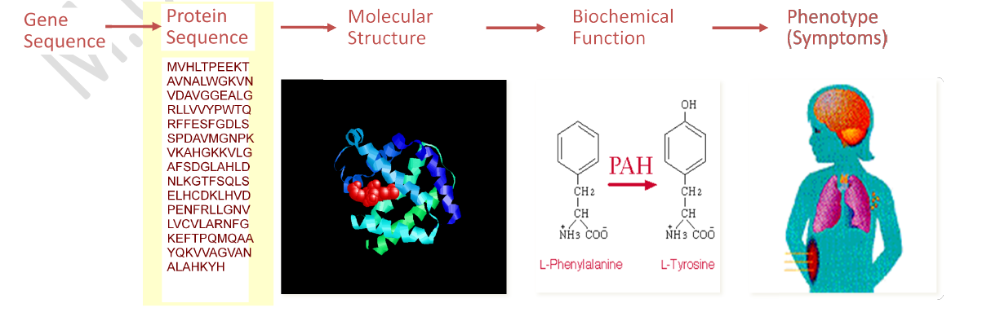 Gene
Sequence
Protein
Sequence
Molecular
Structure
Biochemical
Function
Phenotype
(Symptoms)
MVHLTPEEKT
AVNALWGKVN
VDAVGGEALG
RLLVVYPWTQ
RFFESFGDLS
SPDAVMGNPK
VKAHGKKVLG
AFSDGLAHLD
NLKGTFSQLS
ELHCDKLHVD
PENFRLLGNV
LVCVLARNFG
KEFTPQMQAA
YQKVVAGVAN
ALAHKYH
PAH
CH2
CH
+
NH3 COO-
L-Phenylalanine
OH
CH2
CH
+
NH3 COO-
L-Tyrosine